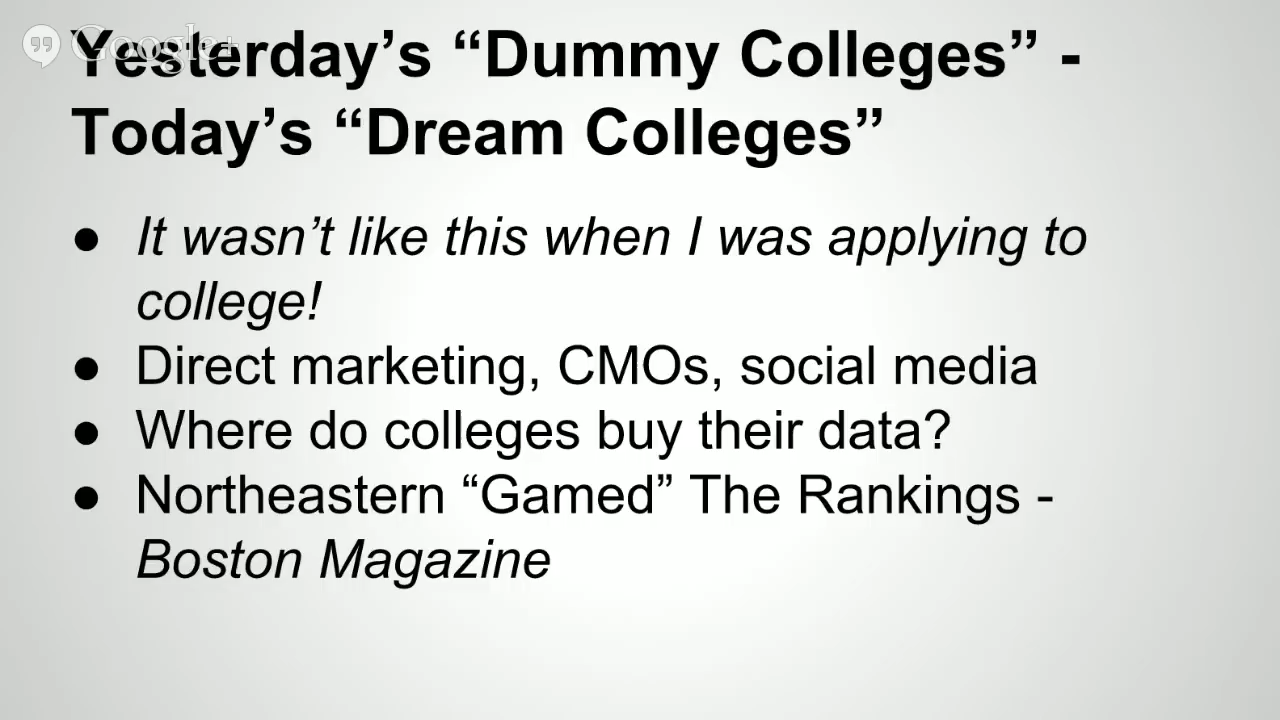 Google+
Yesterday’s “Dummy Colleges” -
Today’s “Dream Colleges”
● It wasn’t like this when I was applying to
college!
● Direct marketing, CMOs, social media
● Where do colleges buy their data?
● Northeastern “Gamed” The Rankings -
Boston Magazine